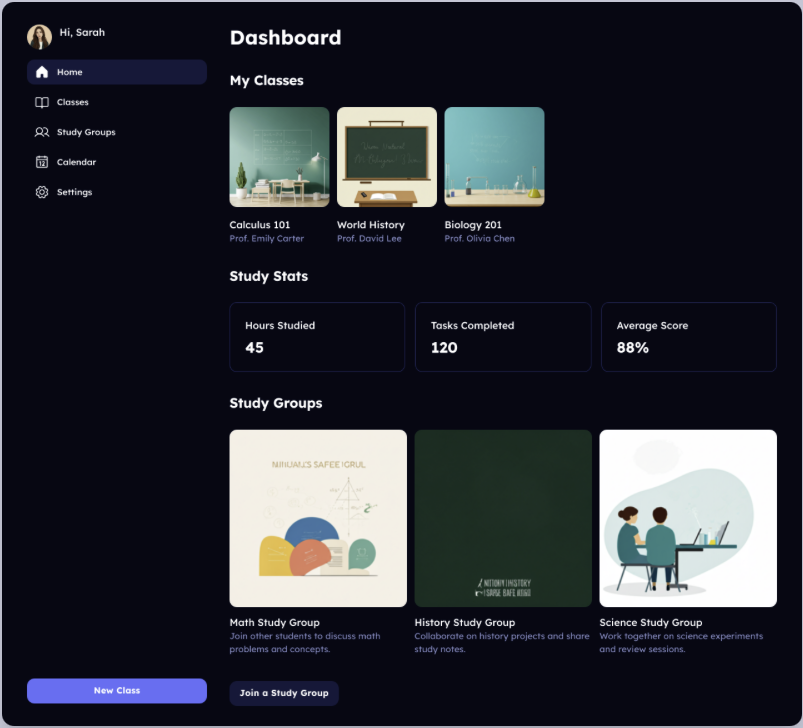 Hi, Sarah
Home
Classes
Study Groups
12
Calendar
Settings
New Class
Dashboard
My Classes
Calculus 101
Prof. Emily Carter
World History
Prof. David Lee
Biology 201
Prof. Olivia Chen
Study Stats
Hours Studied
45
Tasks Completed
120
Average Score
88%
Study Groups
Math Study Group
Join other students to discuss math
problems and concepts.
History Study Group
Collaborate on history projects and share
study notes.
Science Study Group
Work together on science experiments
and review sessions.
Join a Study Group